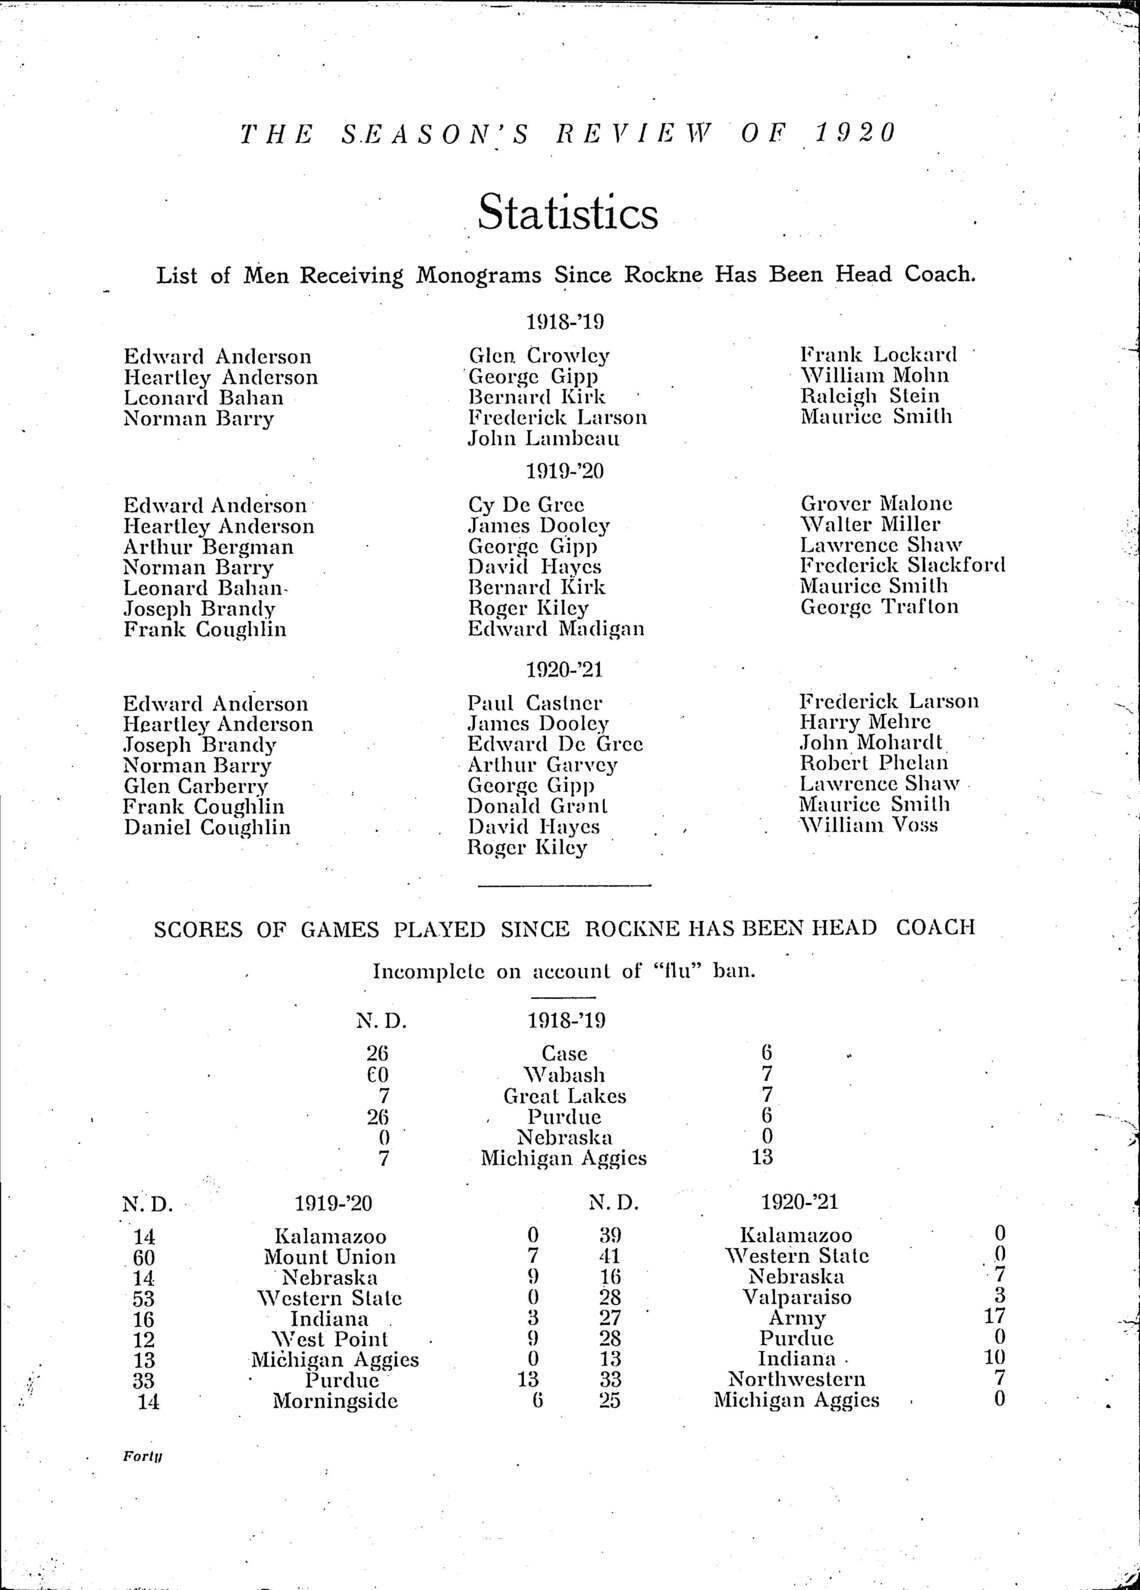 THE SEASON'S REVIEW OF 1920
Statistics
List of Men Receiving Monograms Since Rockne Has Been Head Coach.
1918-'19
Edward Anderson Glen Crowley Frank Lockard
Heartley Anderson George Gipp William Mohn
Leonard Bahan Bernard Kirk Raleigh Stein
Norman Barry Frederick Larson Maurice Smith
John Lambeau
1919-'20
Edward Anderson Cy De Gree Grover Malone
Heartley Anderson James Dooley Walter Miller
Arthur Bergman George Gipp Lawrence Shaw
Norman Barry David Hayes Frederick Slackford
Leonard Bahan Bernard Kirk Maurice Smith
Joseph Brandy Roger Kiley George Trafton
Frank Coughlin Edward Madigan
1920-'21
Edward Anderson Paul Castner Frederick Larson
Heartley Anderson James Dooley Harry Mehre
Joseph Brandy Edward De Gree John Mohardt
Norman Barry Arthur Garvey Robert Phelan
Glen Carberry George Gipp Lawrence Shaw
Frank Coughlin Donald Grant Maurice Smith
Daniel Coughlin David Hayes William Voss
Roger Kiley
SCORES OF GAMES PLAYED SINCE ROCKNE HAS BEEN HEAD COACH
Incomplete on account of "flu" ban.
N. D. 1918-'19
26 Case 6
60 Wabash 7
7 Great Lakes 7
26 Purdue 6
0 Nebraska 0
7 Michigan Aggies 13
N. D. 1919-'20 N. D. 1920-'21
14 Kalamazoo 0 39 Kalamazoo 0
60 Mount Union 7 41 Western State 0
14 Nebraska 9 16 Nebraska 7
53 Western State 0 28 Valparaiso 3
16 Indiana 3 27 Army 17
12 West Point 9 28 Purdue 0
13 Michigan Aggies 0 13 Indiana 10
33 Purdue 13 33 Northwestern 7
14 Morningside 6 25 Michigan Aggies 0
Forty